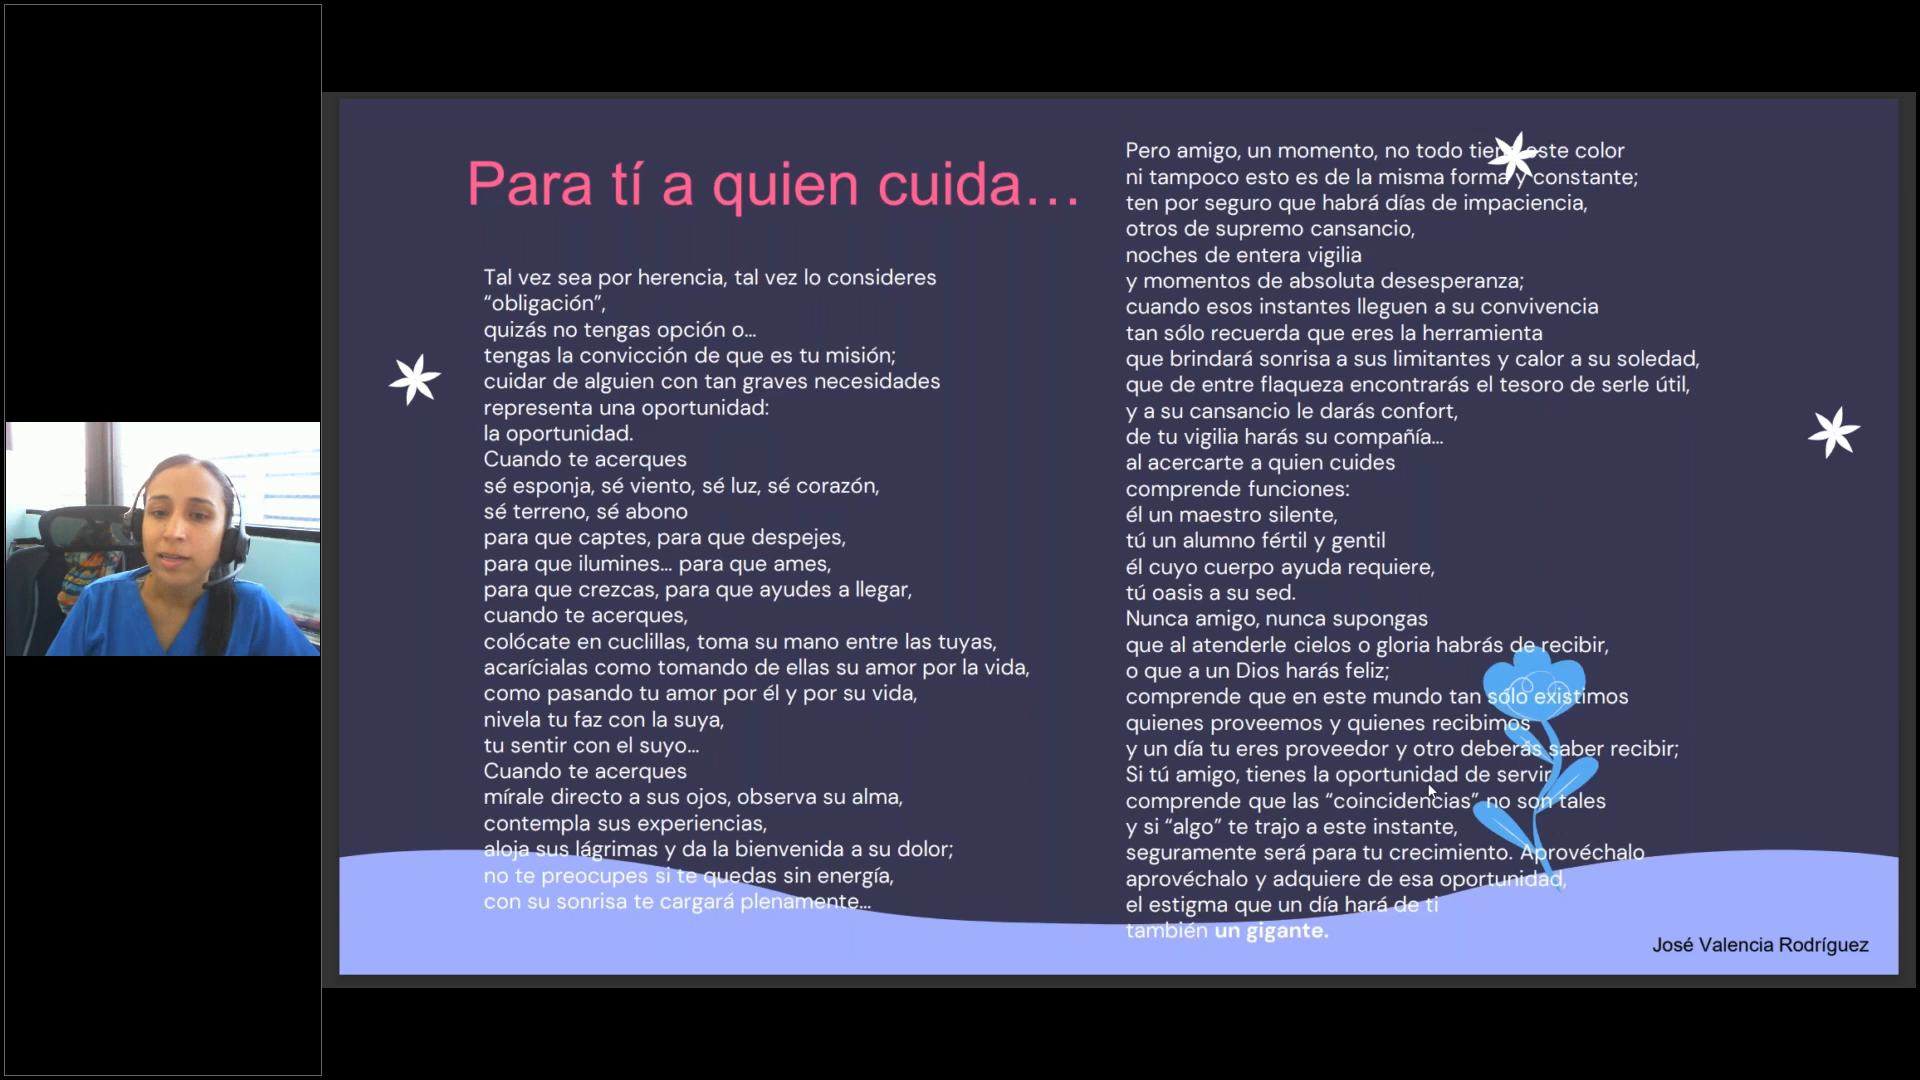 Para tí a quien cuida...
Tal vez sea por herencia, tal vez lo consideres
“obligación”,
quizás no tengas opción o...
tengas la convicción de que es tu misión;
cuidar de alguien con tan graves necesidades
representa una oportunidad:
la oportunidad.
Cuando te acerques
sé esponja, sé viento, sé luz, sé corazón,
sé terreno, sé abono
para que captes, para que despejes,
para que ilumines... para que ames,
para que crezcas, para que ayudes a llegar,
cuando te acerques,
colócate en cuclillas, toma su mano entre las tuyas,
acarícialas como tomando de ellas su amor por la vida,
como pasando tu amor por él y por su vida,
nivela tu faz con la suya,
tu sentir con el suyo...
Cuando te acerques
mírale directo a sus ojos, observa su alma,
contempla sus experiencias,
aloja sus lágrimas y da la bienvenida a su dolor;
no te preocupes si te quedas sin energía,
con su sonrisa te cargará plenamente...
Pero amigo, un momento, no todo tiene este color
ni tampoco esto es de la misma forma y constante;
ten por seguro que habrá días de impaciencia,
otros de supremo cansancio,
noches de entera vigilia
y momentos de absoluta desesperanza;
cuando esos instantes lleguen a su convivencia
tan sólo recuerda que eres la herramienta
que brindará sonrisa a sus limitantes y calor a su soledad,
que de entre flaqueza encontrarás el tesoro de serle útil,
y a su cansancio le darás confort,
de tu vigilia harás su compañía...
al acercarte a quien cuides
comprende funciones:
él un maestro silente,
tú un alumno fértil y gentil
él cuyo cuerpo ayuda requiere,
tú oasis a su sed.
Nunca amigo, nunca supongas
que al atenderle cielos o gloria habrás de recibir,
o que a un Dios harás feliz;
comprende que en este mundo tan sólo existimos
quienes proveemos y quienes recibimos
y un día tu eres proveedor y otro deberás saber recibir;
Si tú amigo, tienes la oportunidad de servir
comprende que las “coincidencias” no son tales
y si “algo” te trajo a este instante,
seguramente será para tu crecimiento. Aprovéchalo
aprovéchalo y adquiere de esa oportunidad,
el estigma que un día hará de ti
también un gigante.
José Valencia Rodríguez